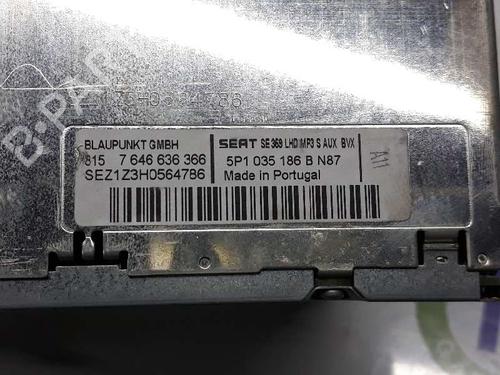 BLAUPUNKT GMBH
815 7 646 636 366
SEZ1Z3H0564786
SEAT SE 369 LHD MP3 S AUX BVX
5P1 035 186 B N87
Made in Portugal
A11